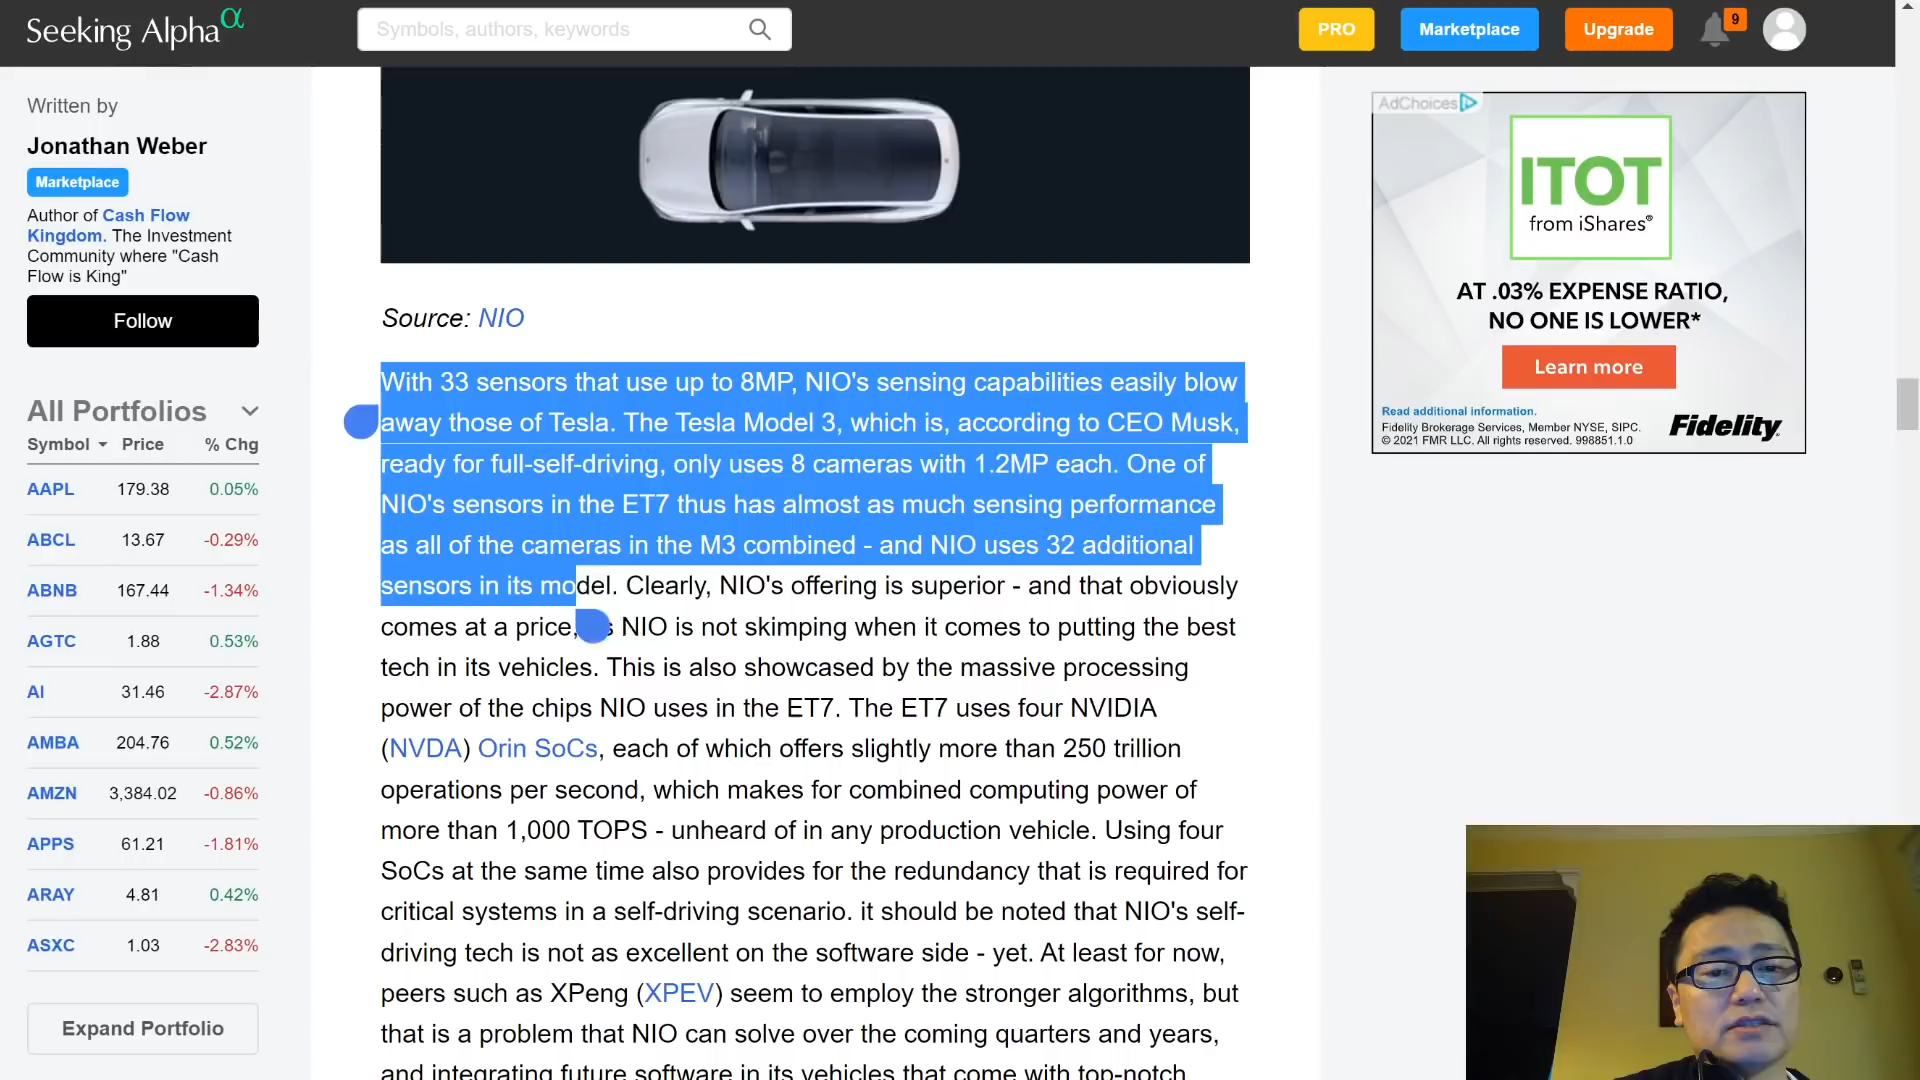 Seeking Alpha α
Symbols, authors, keywords
PRO
Marketplace
Upgrade
9
Written by
Jonathan Weber
Marketplace
Author of Cash Flow
Kingdom. The Investment
Community where "Cash
Flow is King"
Follow
All Portfolios
Symbol Price % Chg
AAPL 179.38 0.05%
ABCL 13.67 -0.29%
ABNB 167.44 -1.34%
AGTC 1.88 0.53%
AI 31.46 -2.87%
AMBA 204.76 0.52%
AMZN 3,384.02 -0.86%
APPS 61.21 -1.81%
ARAY 4.81 0.42%
ASXC 1.03 -2.83%
Expand Portfolio
Source: NIO
With 33 sensors that use up to 8MP, NIO's sensing capabilities easily blow
away those of Tesla. The Tesla Model 3, which is, according to CEO Musk,
ready for full-self-driving, only uses 8 cameras with 1.2MP each. One of
NIO's sensors in the ET7 thus has almost as much sensing performance
as all of the cameras in the M3 combined - and NIO uses 32 additional
sensors in its model. Clearly, NIO's offering is superior - and that obviously
comes at a price, NIO is not skimping when it comes to putting the best
tech in its vehicles. This is also showcased by the massive processing
power of the chips NIO uses in the ET7. The ET7 uses four NVIDIA
(NVDA) Orin SoCs, each of which offers slightly more than 250 trillion
operations per second, which makes for combined computing power of
more than 1,000 TOPS - unheard of in any production vehicle. Using four
SoCs at the same time also provides for the redundancy that is required for
critical systems in a self-driving scenario. it should be noted that NIO's self-
driving tech is not as excellent on the software side - yet. At least for now,
peers such as XPeng (XPEV) seem to employ the stronger algorithms, but
that is a problem that NIO can solve over the coming quarters and years,
and integrating future software in its vehicles that come with top-notch
AdChoices
ITOT
from iShares®
AT .03% EXPENSE RATIO,
NO ONE IS LOWER*
Learn more
Read additional information.
Fidelity Brokerage Services, Member NYSE, SIPC.
© 2021 FMR LLC. All rights reserved. 998851.1.0
Fidelity